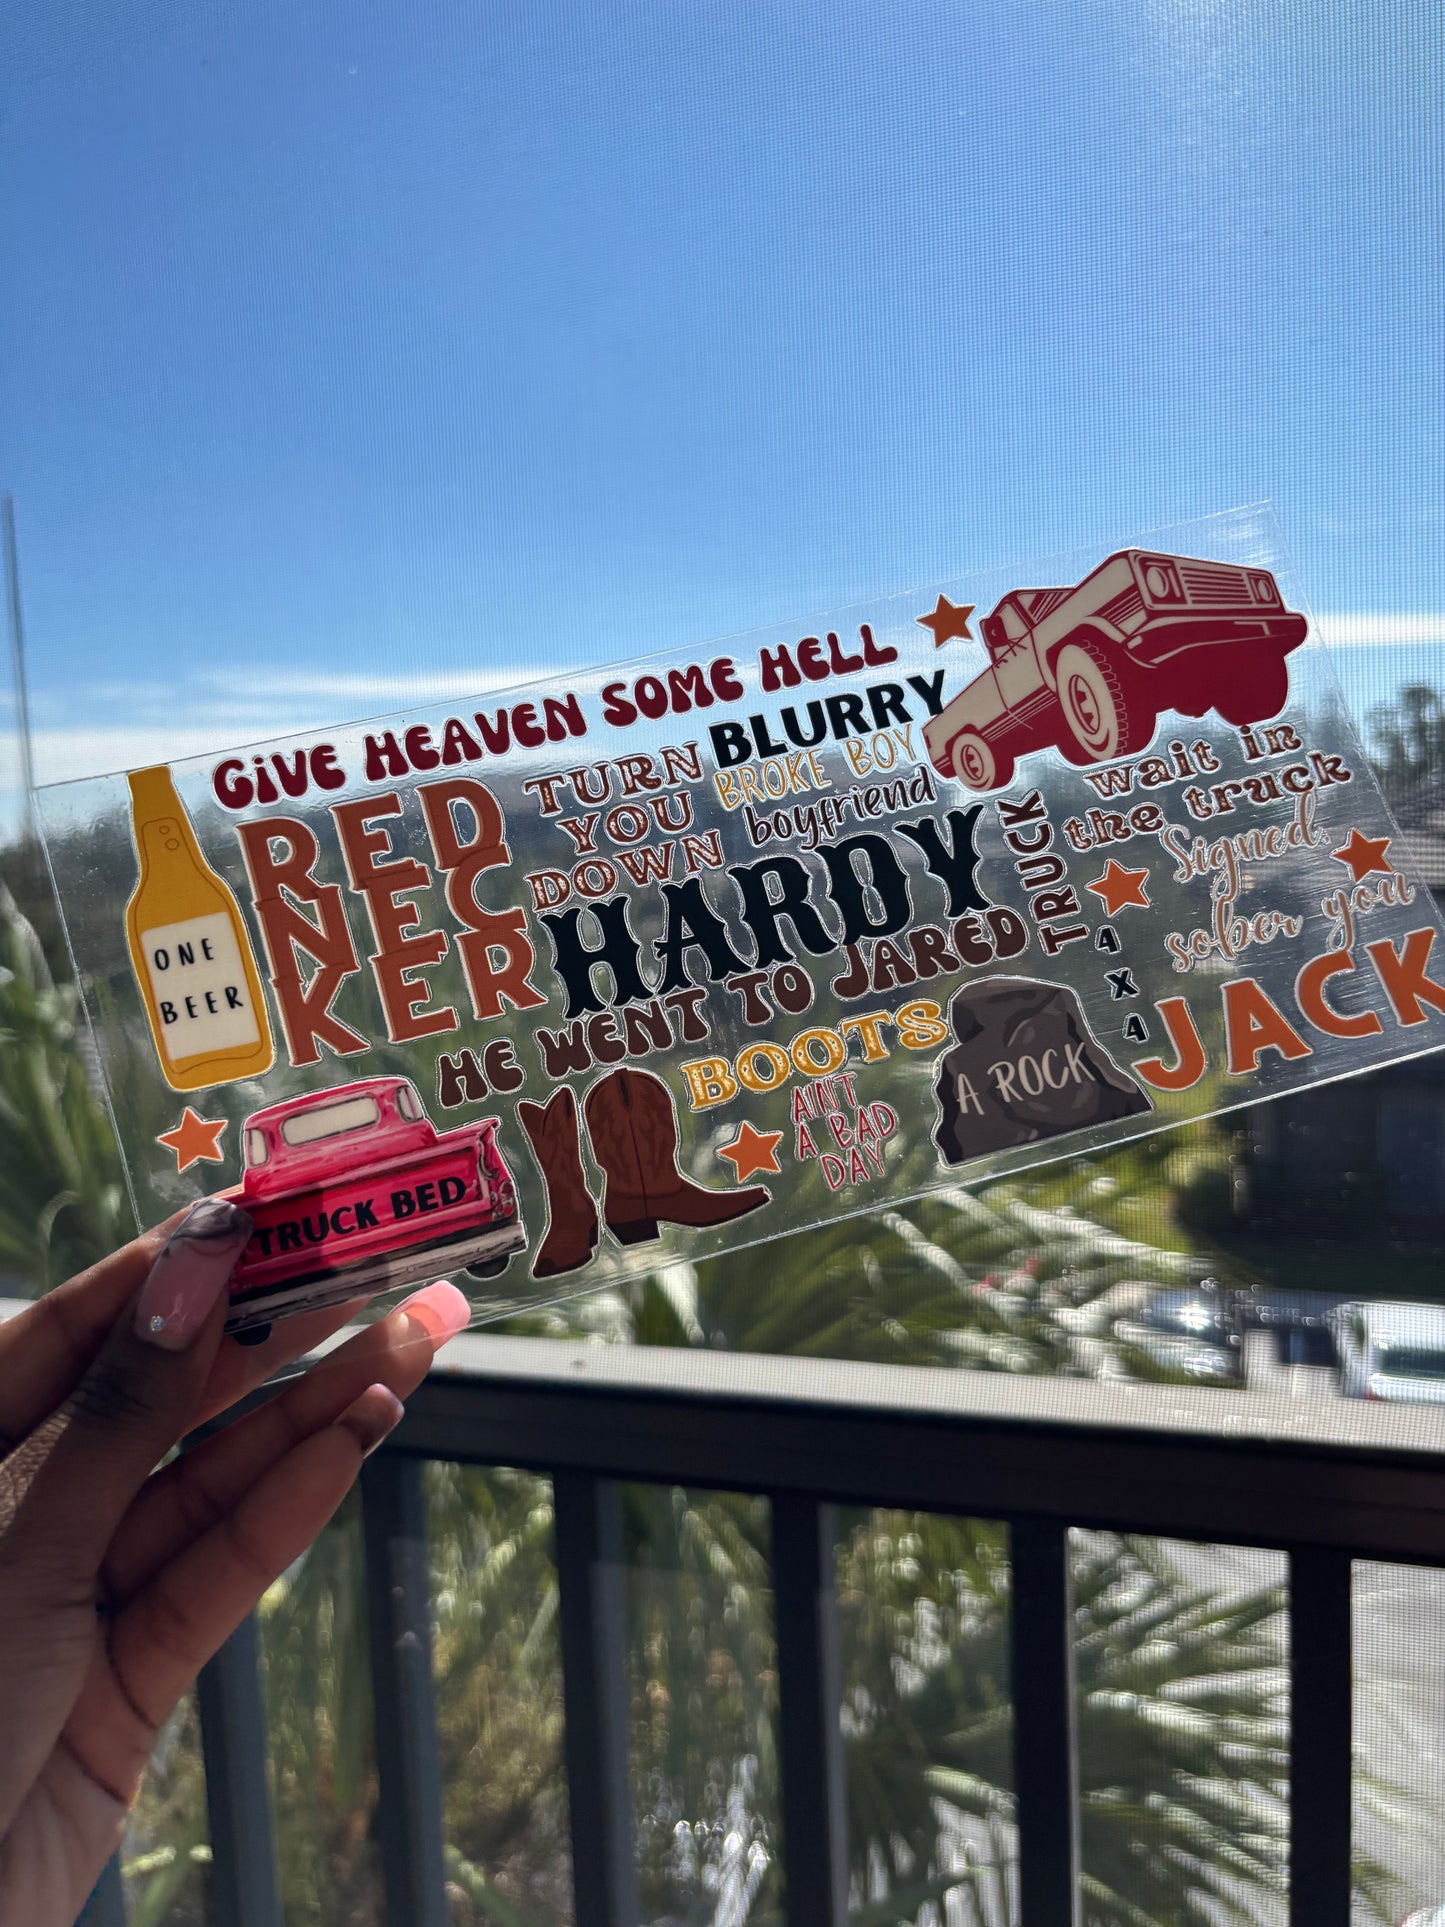 GIVE HEAVEN SOME HELL
ONE
BEER
RED
NEC
KER
TURN
YOU
DOWN
BLURRY
BROKE BOY
boyfriend
HARDY
HE WENT TO JARED
TRUCK
wait in
the truck
Signed,
sober you
4
x
4
JACK
TRUCK BED
BOOTS
AINT
A BAD
DAY
A ROCK